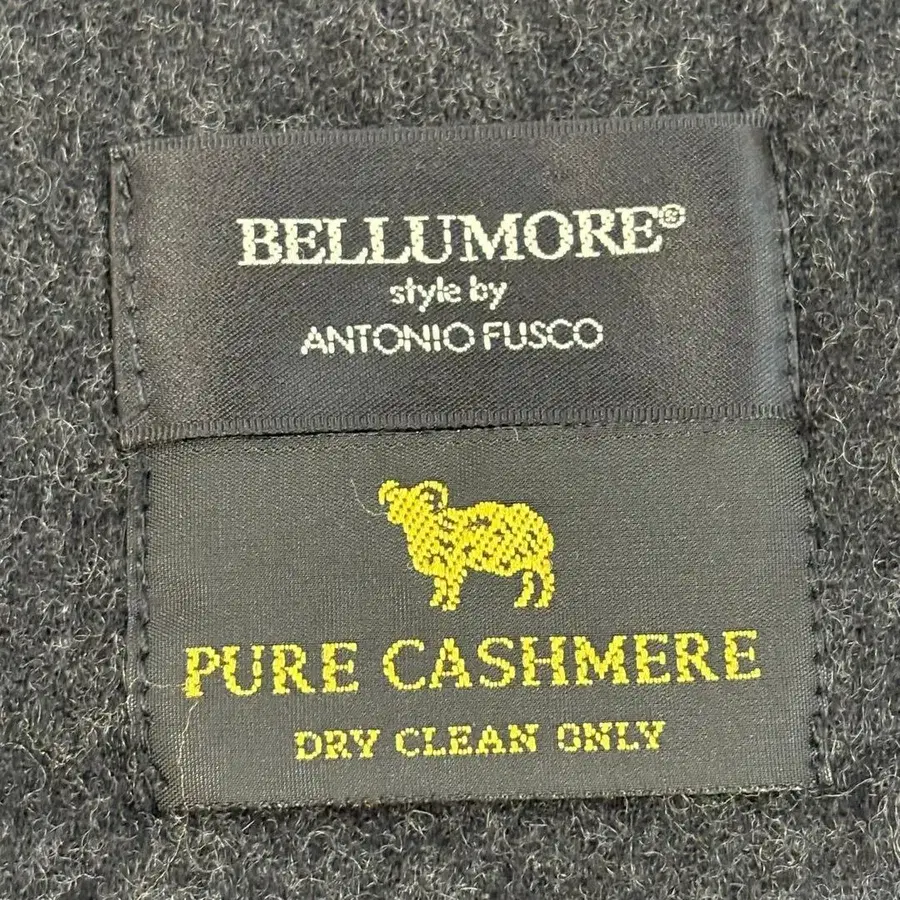 BELLUMORE®
style by
ANTONIO FUSCO
PURE CASHMERE
DRY CLEAN ONLY